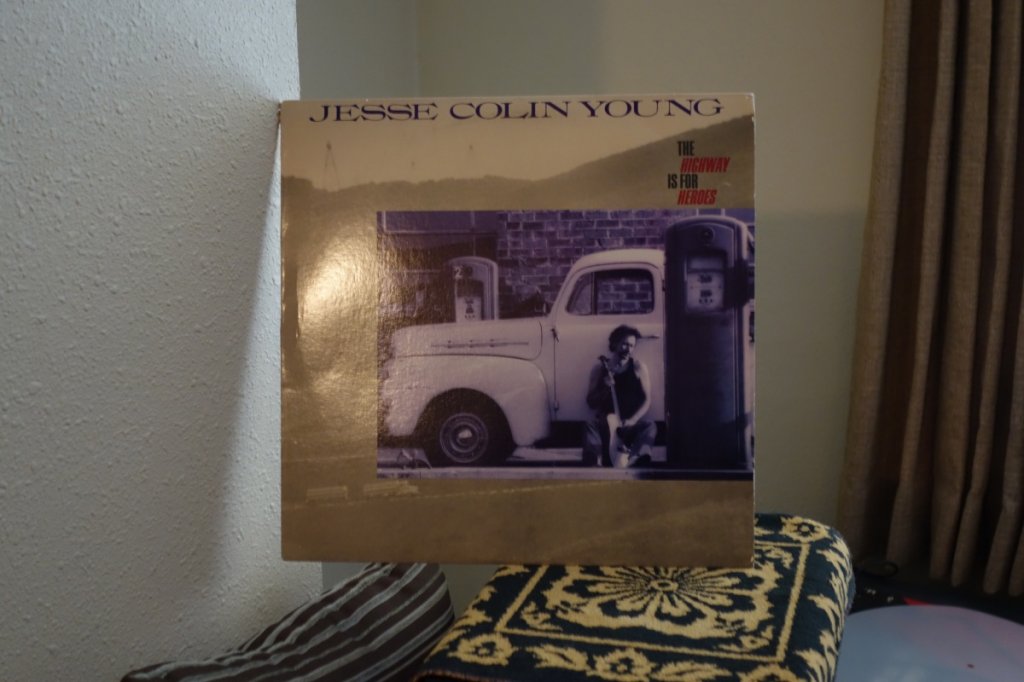 JESSE COLIN YOUNG
THE
HIGHWAY
IS FOR
HEROES